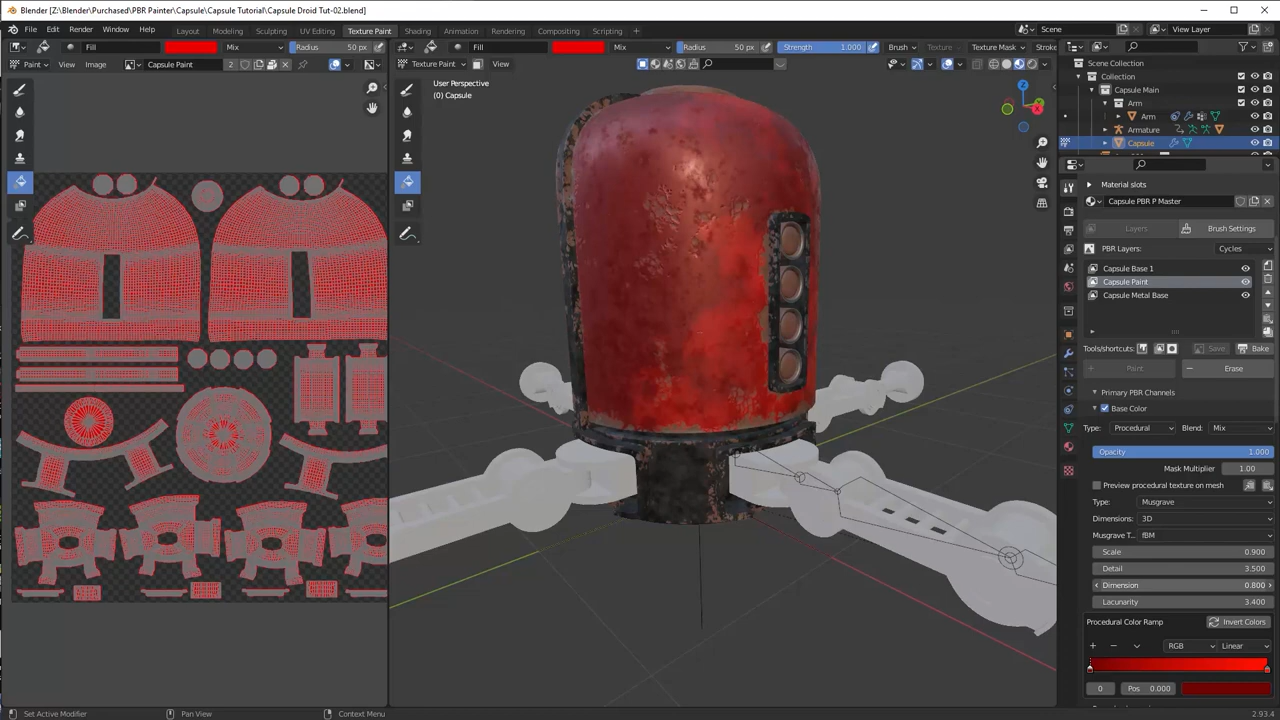 Blender [Z:\Blender\Purchased\PBR Painter\Capsule\Capsule Tutorial\Capsule Droid Tut-02.blend]
File Edit Render Window Help Layout Modeling Sculpting UV Editing Texture Paint Shading Animation Rendering Compositing Scripting Scene View Layer
Fill Mix Radius 50 px Fill Mix Radius 50 px Strength 1.000 Brush Texture Texture Mask Stroke
Paint View Image Capsule Paint 2 Texture Paint View
User Perspective
(0) Capsule
Scene Collection
Collection
Capsule Main
Arm
Arm
Armature
Capsule
Material slots
Capsule PBR P Master
Layers Brush Settings
PBR Layers: Cycles
Capsule Base 1
Capsule Paint
Capsule Metal Base
Tools/shortcuts: Save Bake
Paint Erase
Primary PBR Channels
Base Color
Type: Procedural Blend: Mix
Opacity 1.000
Mask Multiplier 1.00
Preview procedural texture on mesh
Type: Musgrave
Dimensions: 3D
Musgrave T... fBM
Scale 0.900
Detail 3.500
Dimension 0.800
Lacunarity 3.400
Procedural Color Ramp Invert Colors
RGB Linear
0 Pos 0.000
Set Active Modifier Pan View Context Menu 2.93.4